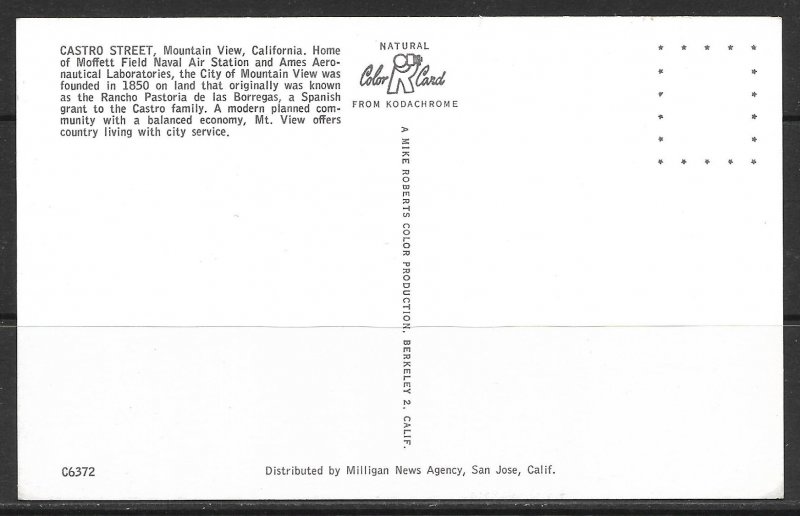 CASTRO STREET, Mountain View, California. Home
of Moffett Field Naval Air Station and Ames Aero-
nautical Laboratories, the City of Mountain View was
founded in 1850 on land that originally was known
as the Rancho Pastoria de las Borregas, a Spanish
grant to the Castro family. A modern planned com-
munity with a balanced economy, Mt. View offers
country living with city service.
NATURAL
Color Card
FROM KODACHROME
A MIKE ROBERTS COLOR PRODUCTION, BERKELEY 2, CALIF.
C6372
Distributed by Milligan News Agency, San Jose, Calif.